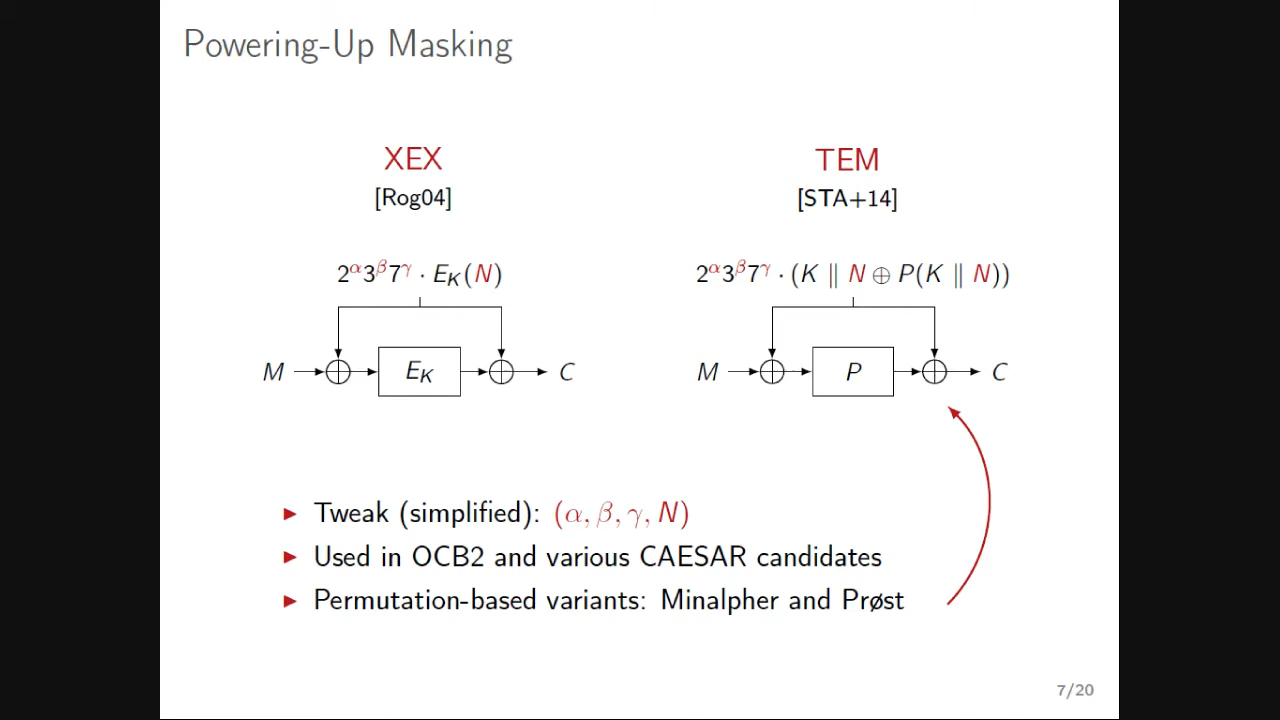 Powering-Up Masking
XEX
[Rog04]
2^α3^β7^γ · E_K(N)
M
E_K
C
TEM
[STA+14]
2^α3^β7^γ · (K ∥ N ⊕ P(K ∥ N))
M
P
C
▶ Tweak (simplified): (α, β, γ, N)
▶ Used in OCB2 and various CAESAR candidates
▶ Permutation-based variants: Minalpher and Prøst
7/20